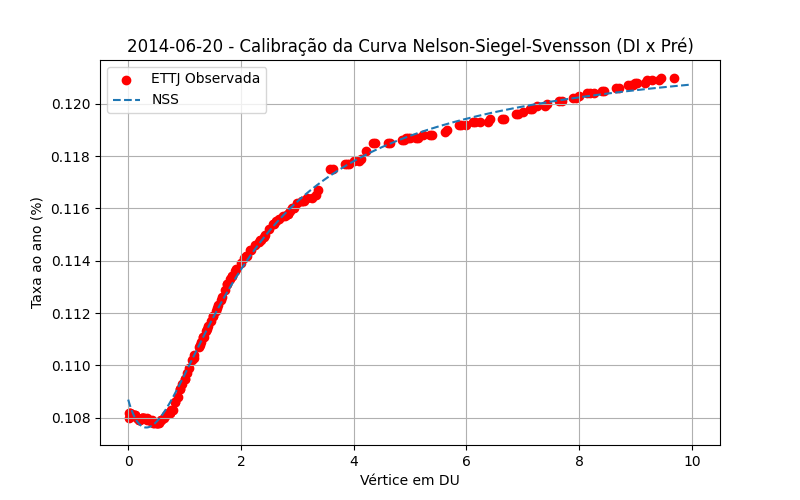 2014-06-20 - Calibração da Curva Nelson-Siegel-Svensson (DI x Pré)
ETTJ Observada
NSS
Taxa ao ano (%)
0.120
0.118
0.116
0.114
0.112
0.110
0.108
0 2 4 6 8 10
Vértice em DU